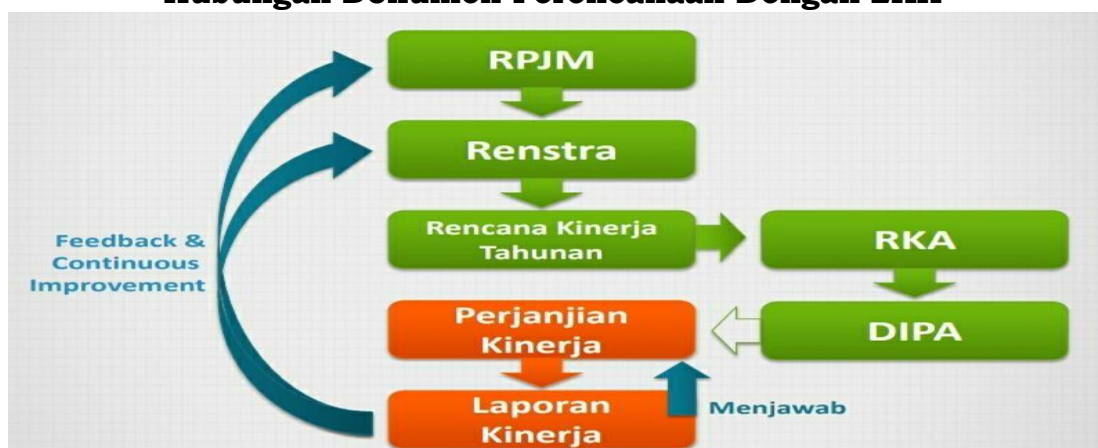 Hubungan Dokumen Perencanaan Dengan
RPJM
Renstra
Rencana Kinerja
Tahunan
RKA
Feedback &
Continuous
Improvement
Perjanjian
Kinerja
DIPA
Laporan
Kinerja
Menjawab